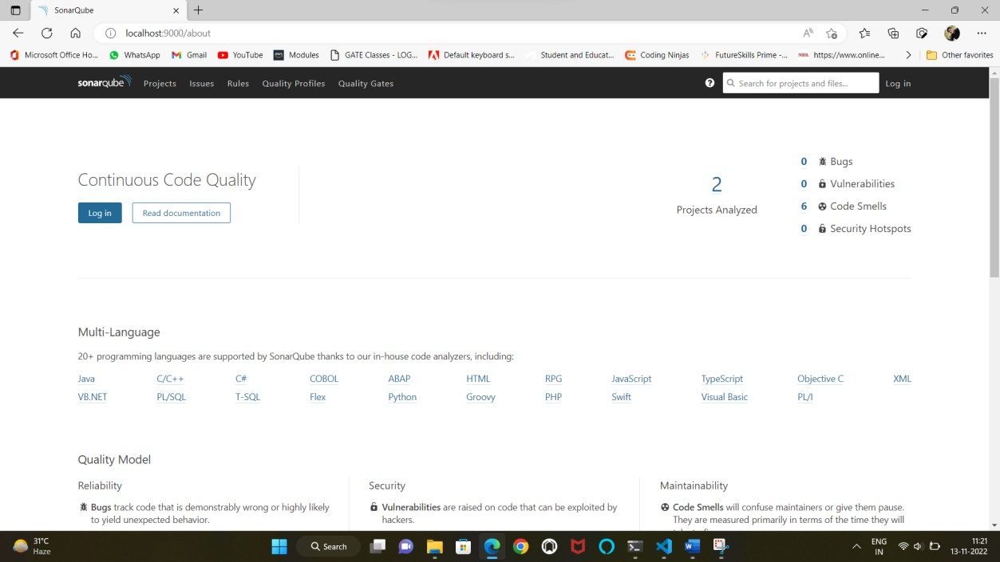 SonarQube
localhost:9000/about
Microsoft Office Ho... WhatsApp Gmail YouTube Modules GATE Classes - LOG... Default keyboard s... Student and Educat... Coding Ninjas FutureSkills Prime -... https://www.online... Other favorites
sonarqube Projects Issues Rules Quality Profiles Quality Gates Search for projects and files... Log in
Continuous Code Quality
Log in Read documentation
2
Projects Analyzed
0 Bugs
0 Vulnerabilities
6 Code Smells
0 Security Hotspots
Multi-Language
20+ programming languages are supported by SonarQube thanks to our in-house code analyzers, including:
Java C/C++ C# COBOL ABAP HTML RPG JavaScript TypeScript Objective C XML
VB.NET PL/SQL T-SQL Flex Python Groovy PHP Swift Visual Basic PL/I
Quality Model
Reliability
Bugs track code that is demonstrably wrong or highly likely
to yield unexpected behavior.
Security
Vulnerabilities are raised on code that can be exploited by
hackers.
Maintainability
Code Smells will confuse maintainers or give them pause.
They are measured primarily in terms of the time they will
31°C
Haze
Search
ENG
IN
11:21
13-11-2022